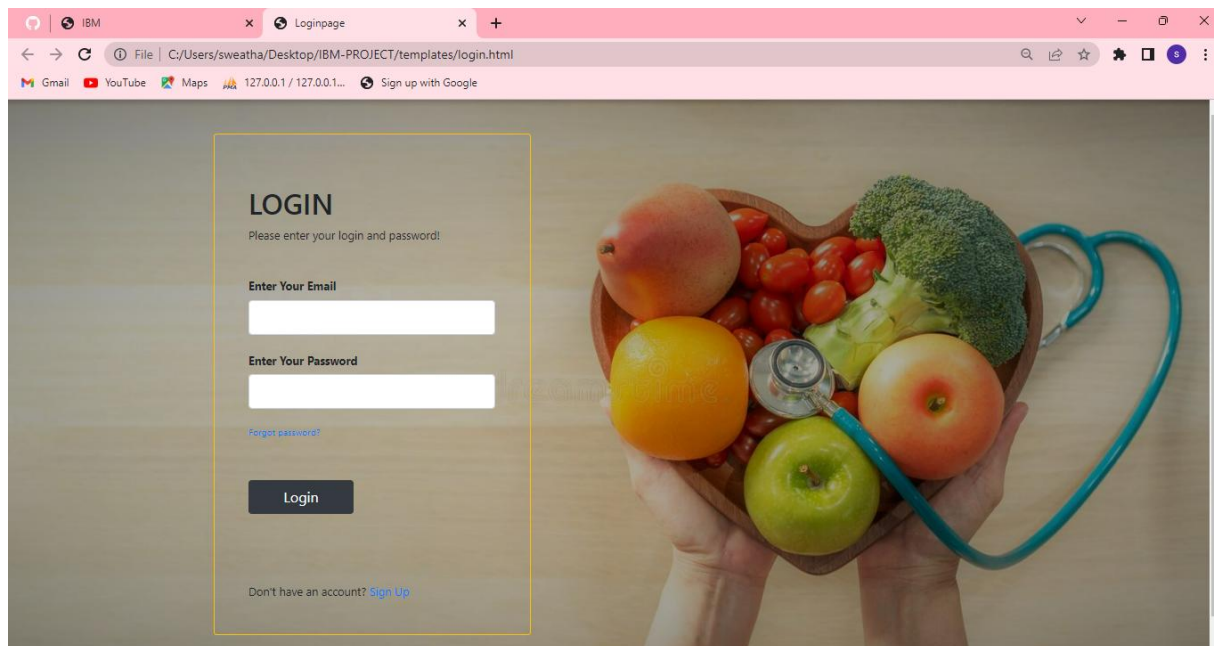 IBM
Loginpage
File
C:/Users/sweatha/Desktop/IBM-PROJECT/templates/login.html
S
Gmail
YouTube
Maps
127.0.0.1 / 127.0.0.1...
Sign up with Google
LOGIN
Please enter your login and password!
Enter Your Email
Enter Your Password
Forgot password?
Login
Don't have an account? Sign Up